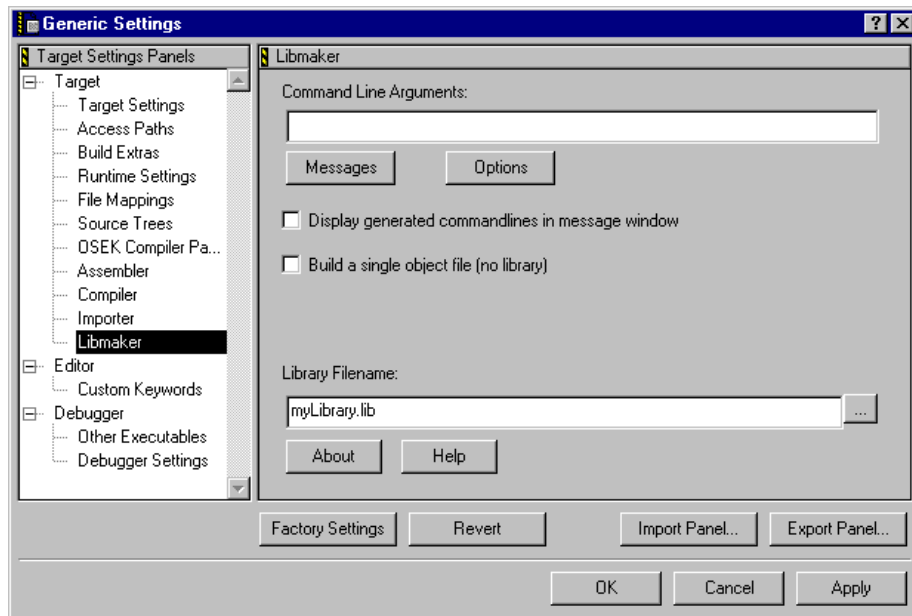 Generic Settings
Target Settings Panels
Target
Target Settings
Access Paths
Build Extras
Runtime Settings
File Mappings
Source Trees
OSEK Compiler Pa...
Assembler
Compiler
Importer
Libmaker
Editor
Custom Keywords
Debugger
Other Executables
Debugger Settings
Libmaker
Command Line Arguments:
Messages Options
Display generated commandlines in message window
Build a single object file (no library)
Library Filename:
myLibrary.lib ...
About Help
Factory Settings Revert Import Panel... Export Panel...
OK Cancel Apply